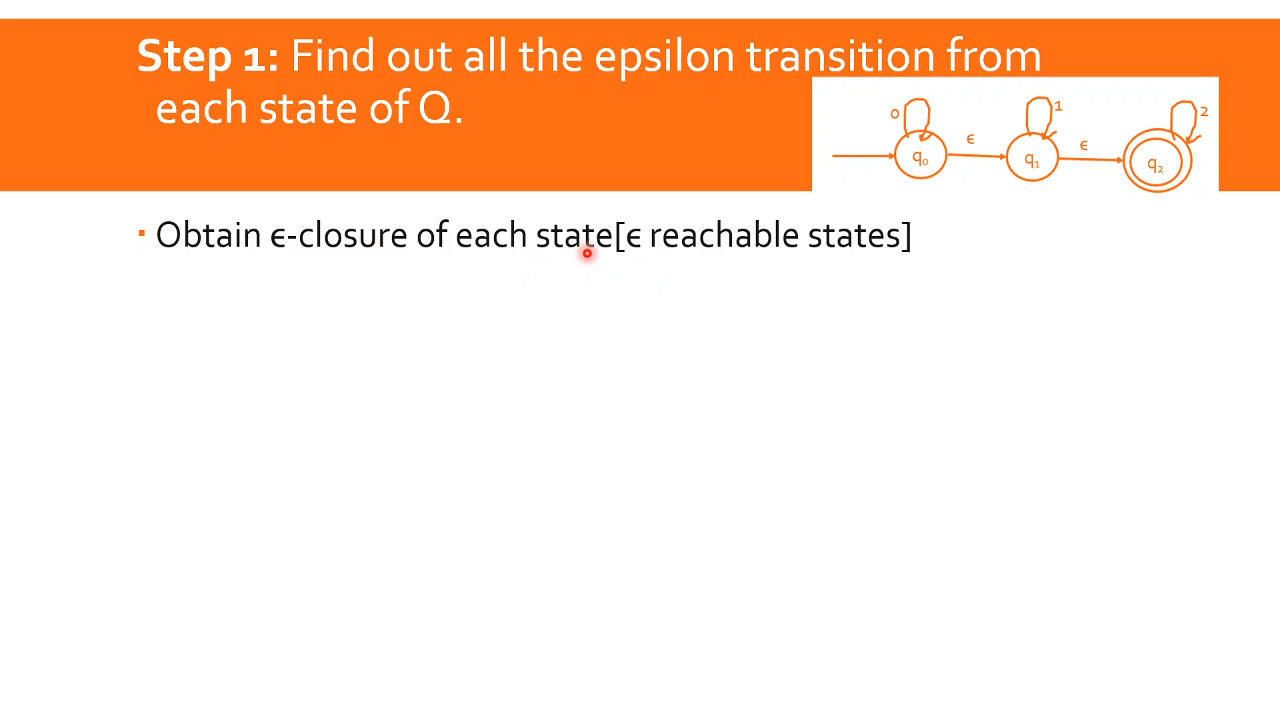 Step 1: Find out all the epsilon transition from
each state of Q.
0 1 2
ϵ ϵ
q₀ q₁ q₂
▪ Obtain ϵ-closure of each state[ϵ reachable states]